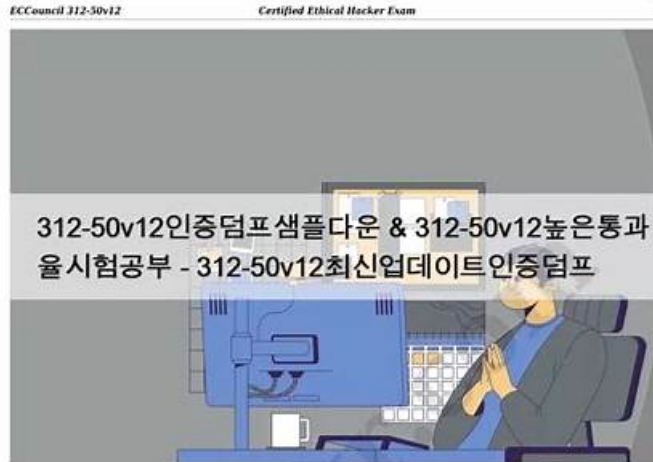 ECCouncil 312-50v12 Certified Ethical Hacker Exam
312-50v12인증덤프샘플다운 & 312-50v12높은통과
율시험공부 - 312-50v12최신업데이트인증덤프